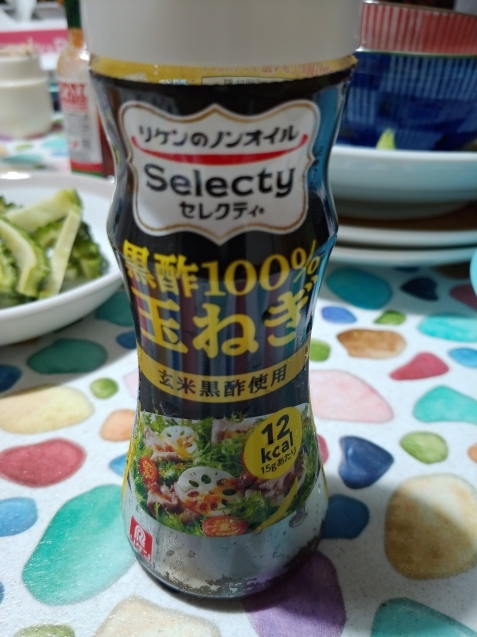 リケンのノンオイル
Selecty
セレクティ®
黒酢100%
玉ねぎ
玄米黒酢使用
12
kcal
15gあたり
R